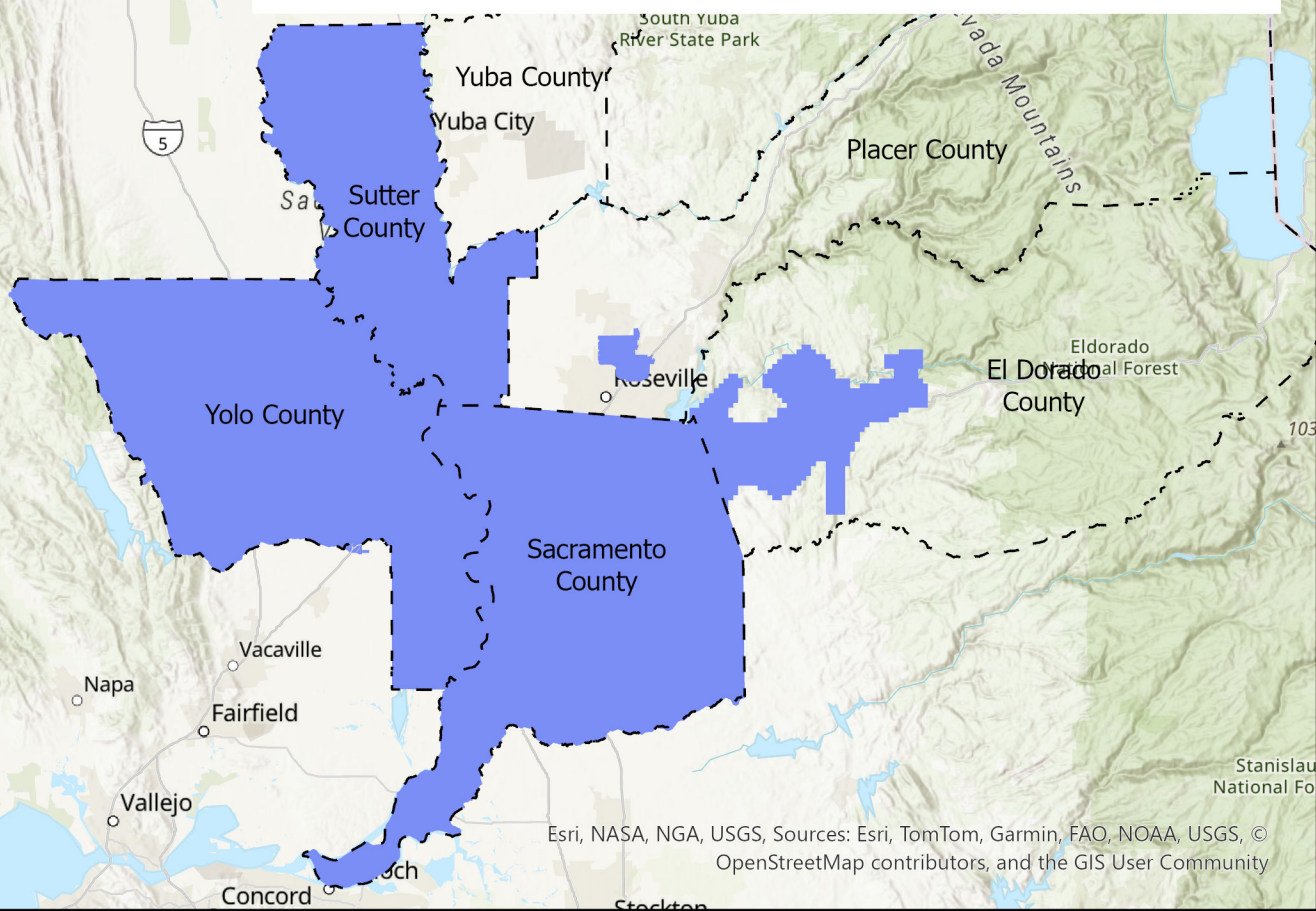 South Yuba
River State Park
vada Mountains
Yuba County
Yuba City
5
Placer County
Sutter
County
Sa
V
Roseville
Eldorado
National Forest
El Dorado
County
Yolo County
103
Sacramento
County
Vacaville
Napa
Fairfield
Stanislau
National Fo
Vallejo
Esri, NASA, NGA, USGS, Sources: Esri, TomTom, Garmin, FAO, NOAA, USGS, ©
OpenStreetMap contributors, and the GIS User Community
och
Concord
Stockton